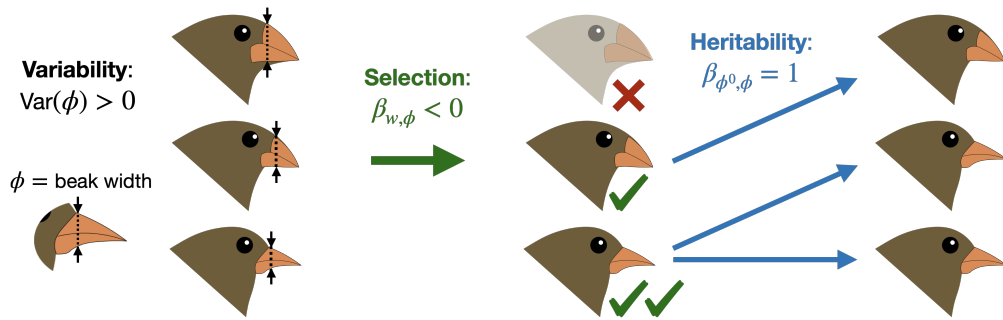 Variability:
Var(ϕ) > 0
ϕ = beak width
Selection:
β_{w,ϕ} < 0
Heritability:
β_{ϕ⁰,ϕ} = 1